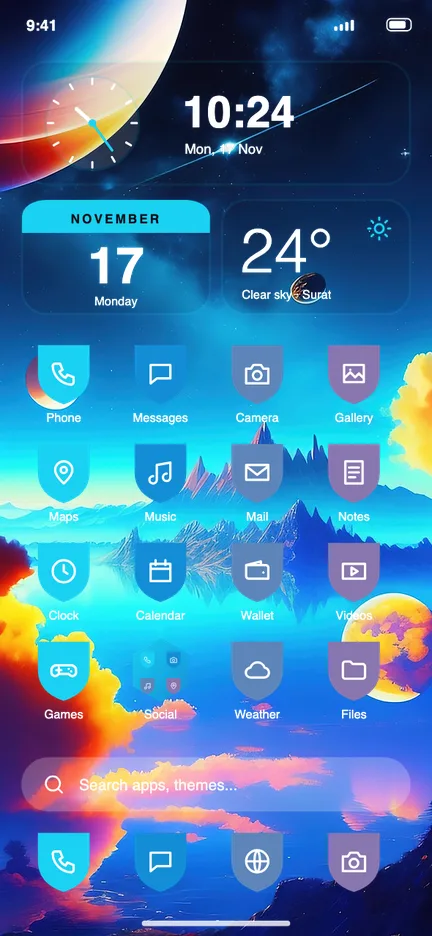 9:41
10:24
Mon, 17 Nov
NOVEMBER
17
Monday
24°
Clear sky · Surat
Phone
Messages
Camera
Gallery
Maps
Music
Mail
Notes
Clock
Calendar
Wallet
Videos
Games
Social
Weather
Files
Search apps, themes...